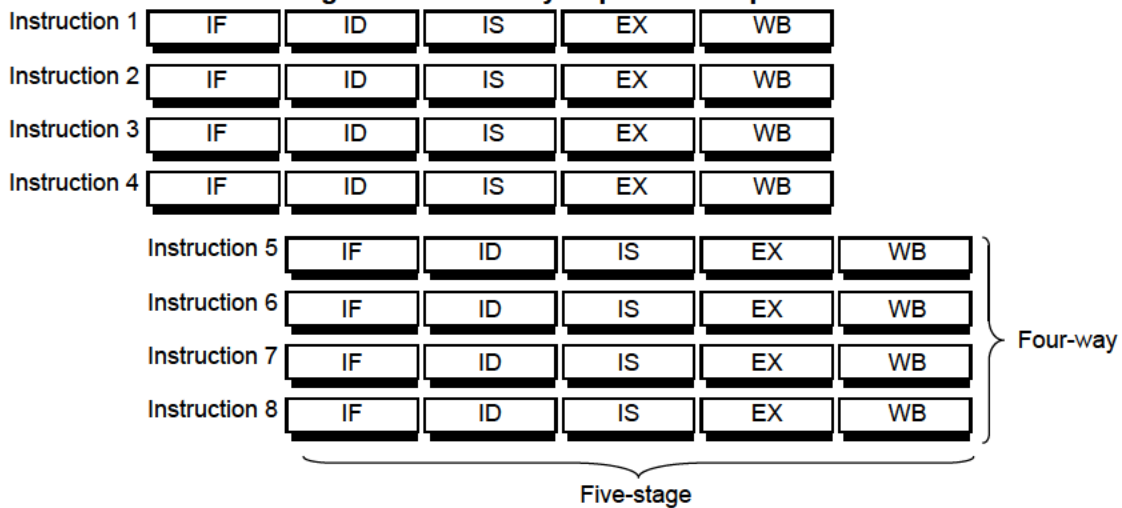 Instruction 1 IF ID IS EX WB
Instruction 2 IF ID IS EX WB
Instruction 3 IF ID IS EX WB
Instruction 4 IF ID IS EX WB
Instruction 5 IF ID IS EX WB
Instruction 6 IF ID IS EX WB
Instruction 7 IF ID IS EX WB
Four-way
Instruction 8 IF ID IS EX WB
Five-stage